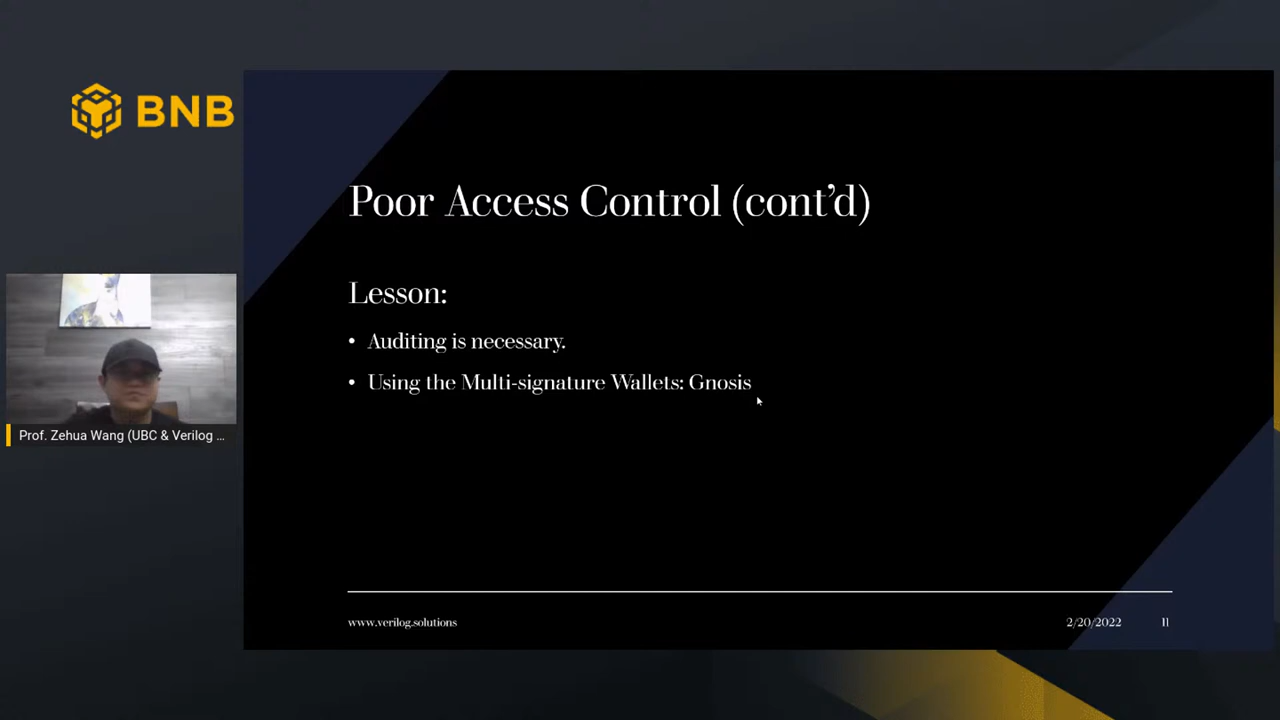 BNB
Poor Access Control (cont’d)
Lesson:
• Auditing is necessary.
• Using the Multi-signature Wallets: Gnosis
Prof. Zehua Wang (UBC & Verilog ...
www.verilog.solutions
2/20/2022
11